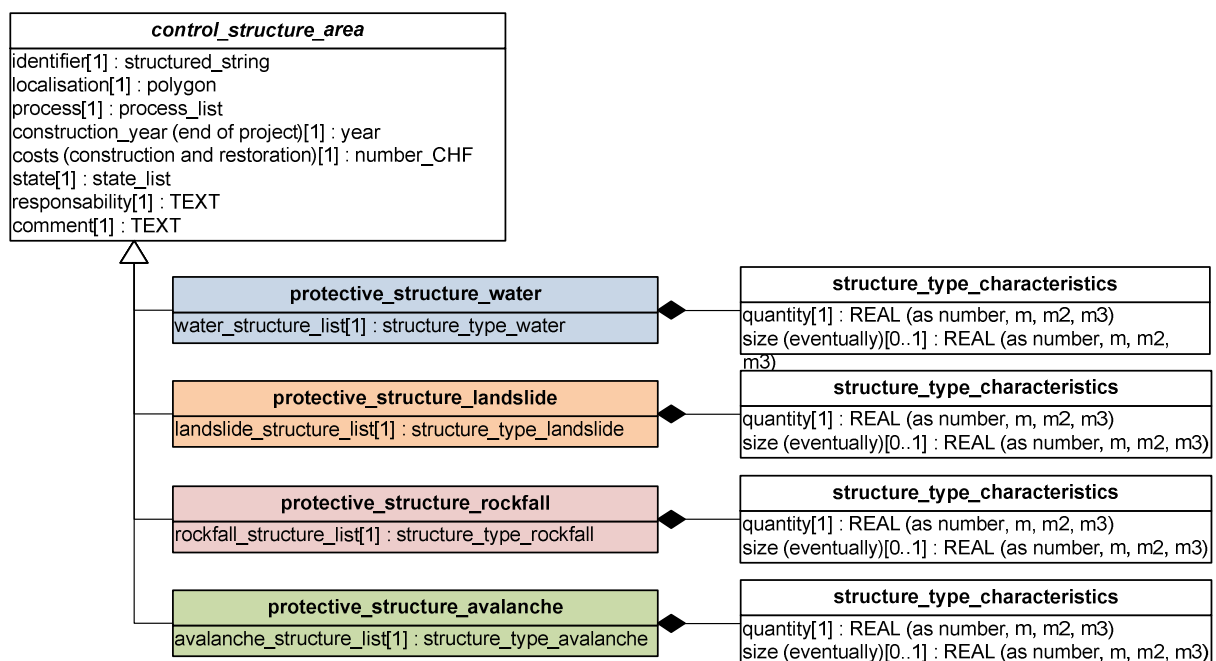 control_structure_area
identifier[1] : structured_string
localisation[1] : polygon
process[1] : process_list
construction_year (end of project)[1] : year
costs (construction and restoration)[1] : number_CHF
state[1] : state_list
responsability[1] : TEXT
comment[1] : TEXT
protective_structure_water
water_structure_list[1] : structure_type_water
structure_type_characteristics
quantity[1] : REAL (as number, m, m2, m3)
size (eventually)[0..1] : REAL (as number, m, m2,
m3)
protective_structure_landslide
landslide_structure_list[1] : structure_type_landslide
structure_type_characteristics
quantity[1] : REAL (as number, m, m2, m3)
size (eventually)[0..1] : REAL (as number, m, m2, m3)
protective_structure_rockfall
rockfall_structure_list[1] : structure_type_rockfall
structure_type_characteristics
quantity[1] : REAL (as number, m, m2, m3)
size (eventually)[0..1] : REAL (as number, m, m2, m3)
protective_structure_avalanche
avalanche_structure_list[1] : structure_type_avalanche
structure_type_characteristics
quantity[1] : REAL (as number, m, m2, m3)
size (eventually)[0..1] : REAL (as number, m, m2, m3)